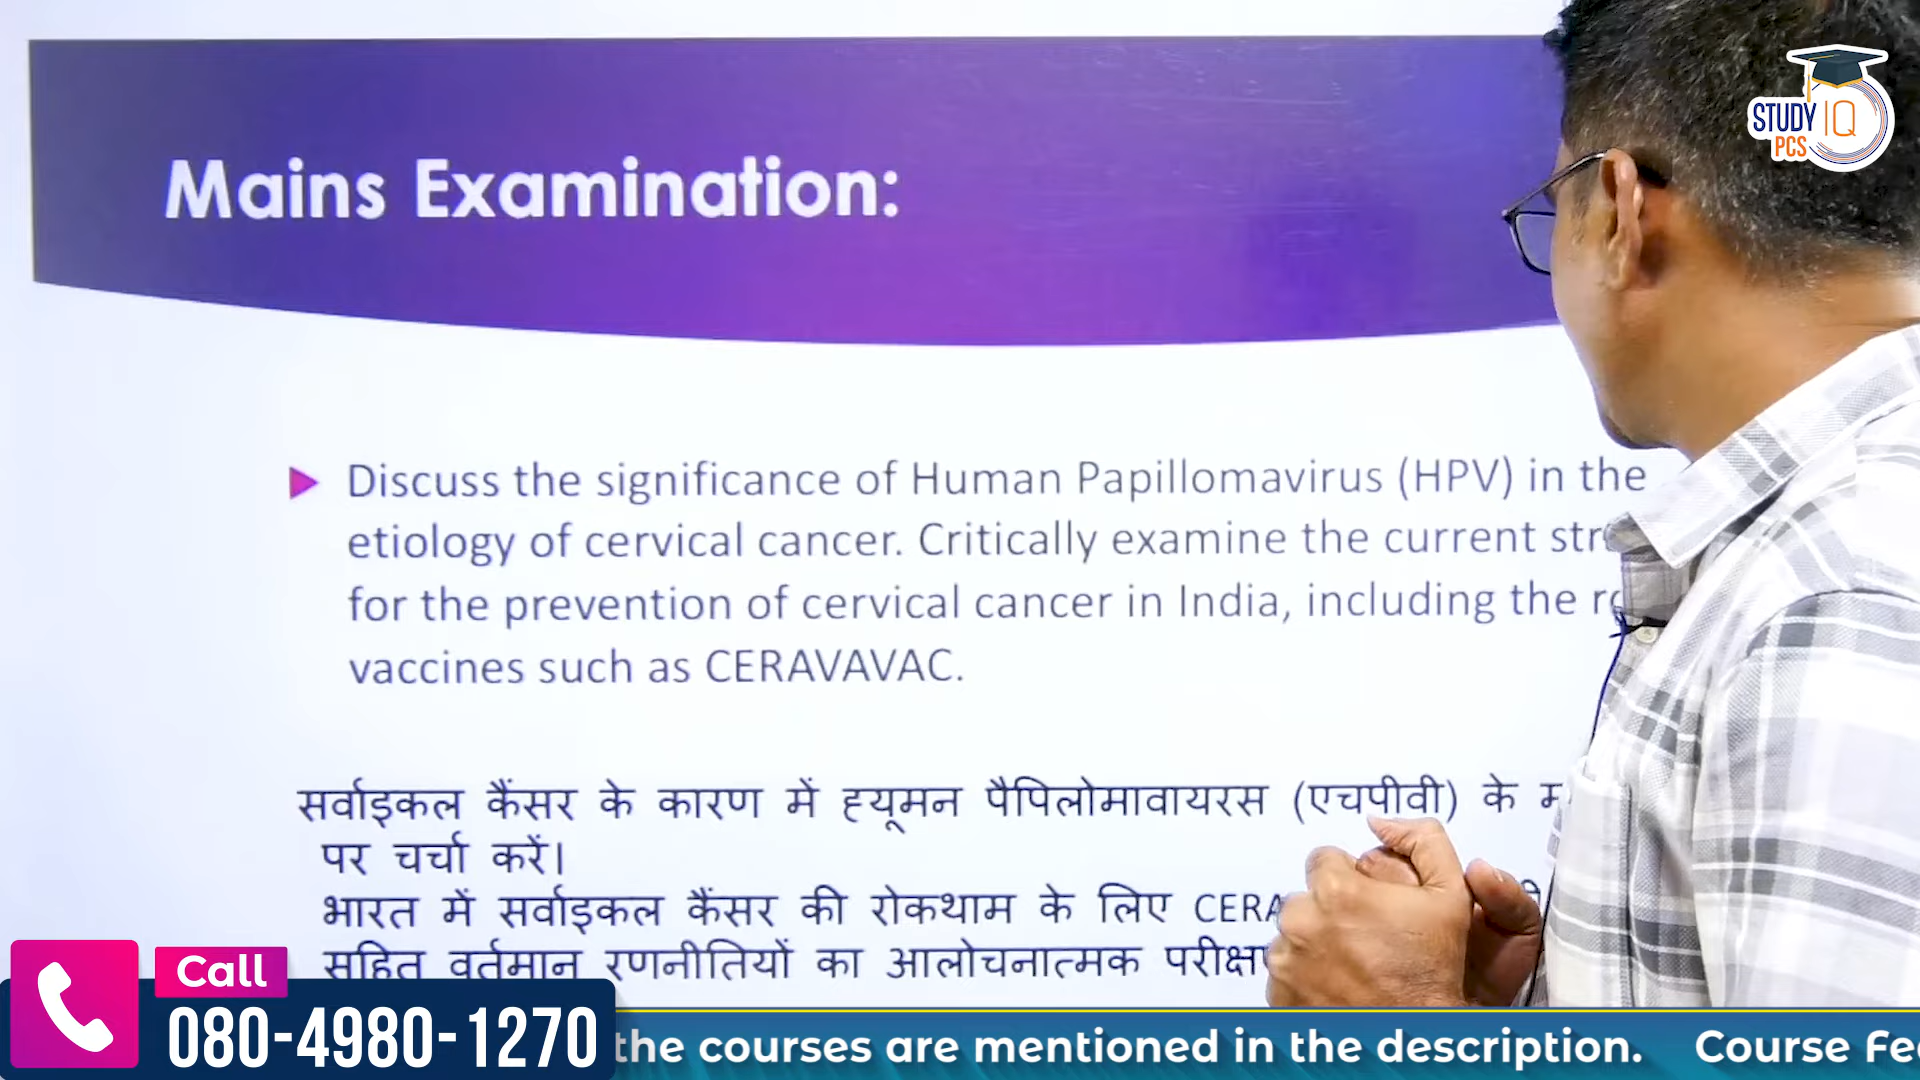 STUDY IQ
PCS
Mains Examination:
Discuss the significance of Human Papillomavirus (HPV) in the
etiology of cervical cancer. Critically examine the current
for the prevention of cervical cancer in India, including the
vaccines such as CERAVAVAC.
सर्वाइकल कैंसर के कारण में ह्यूमन पैपिलोमावायरस (एचपीवी) के
पर चर्चा करें।
भारत में सर्वाइकल कैंसर की रोकथाम के लिए
सहित वर्तमान रणनीतियों का आलोचनात्मक
Call
080-4980-1270
the courses are mentioned in the description. Course